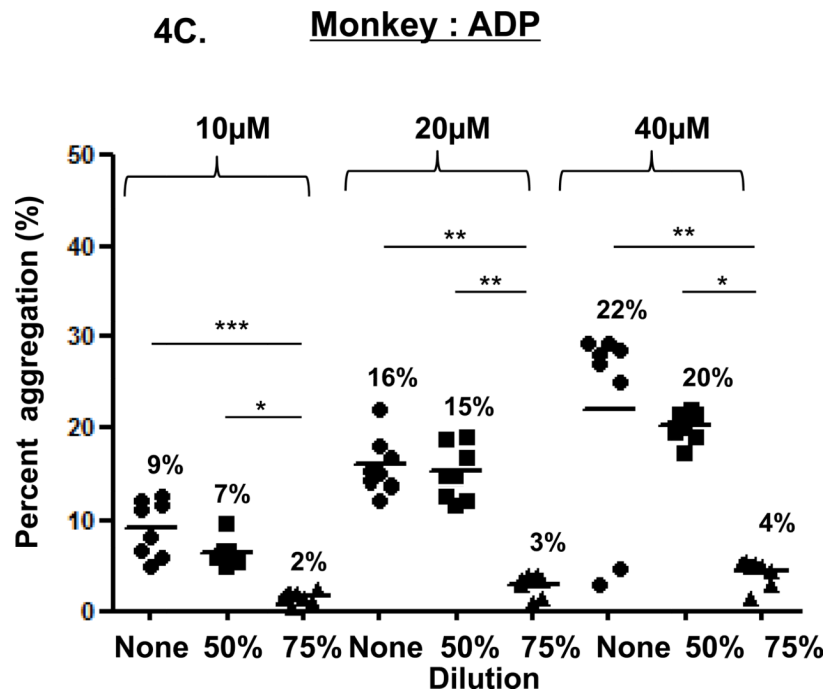 4C. Monkey : ADP
10µM 20µM 40µM
Percent aggregation (%)
50
40
30
20
10
0
*** ** ** ** *
*
9% 7% 2% 16% 15% 3% 22% 20% 4%
None 50% 75% None 50% 75% None 50% 75%
Dilution